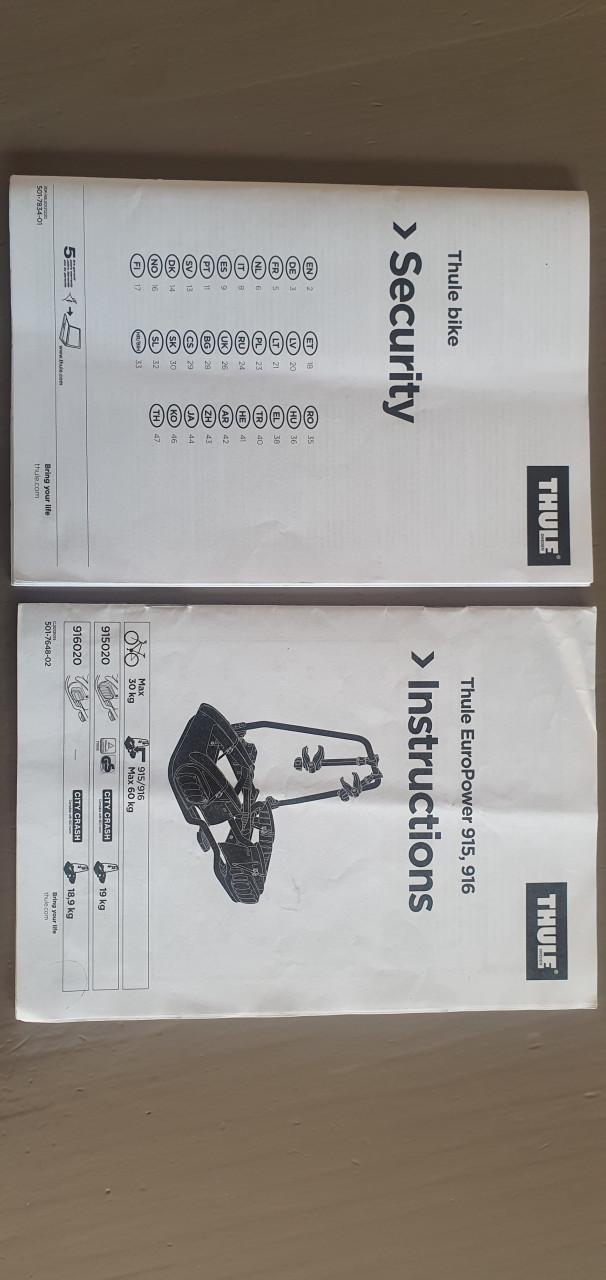 THULE
SWEDEN
Thule bike
> Security
EN 2 ET 18 RO 35
DE 3 LV 20 HU 36
FR 5 LT 21 EL 38
NL 6 PL 23 TR 40
IT 8 RU 24 HE 41
ES 9 UK 26 AR 42
PT 11 BG 28 ZH 43
SV 13 CS 29 JA 44
DK 14 SK 30 KO 46
NO 16 SL 32 TH 47
FI 17 HR/BiH 33
5
www.thule.com
501-7834-01
Bring your life
thule.com
THULE
SWEDEN
Thule EuroPower 915, 916
> Instructions
Max
30 kg
915/916
Max 60 kg
915020 GS CITY CRASH 19 kg
916020 — CITY CRASH 18,9 kg
501-7648-02
Bring your life
thule.com